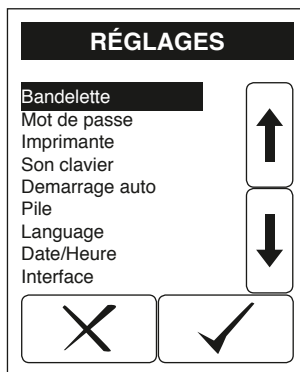 RÉGLAGES
Bandelette
Mot de passe
Imprimante
Son clavier
Demarrage auto
Pile
Language
Date/Heure
Interface